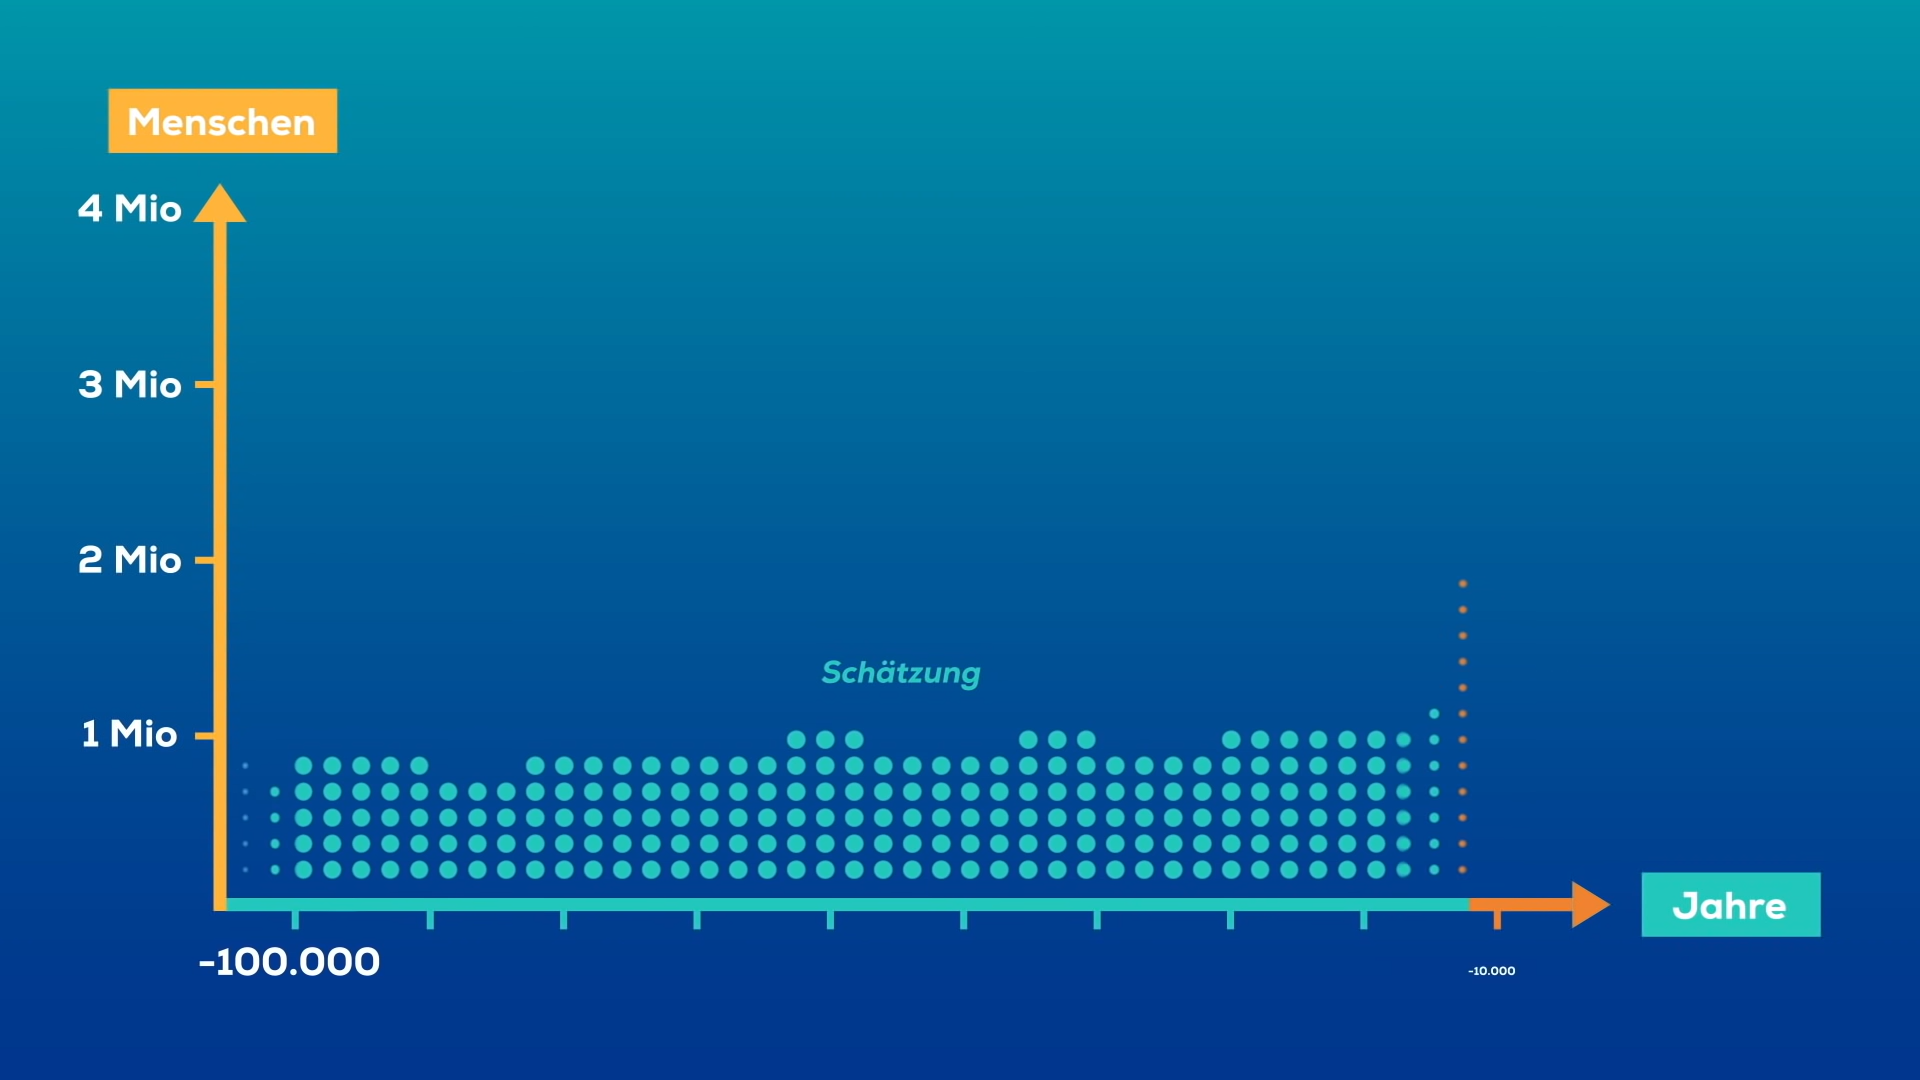 Menschen
4 Mio
3 Mio
2 Mio
Schätzung
1 Mio
Jahre
-100.000
-10.000